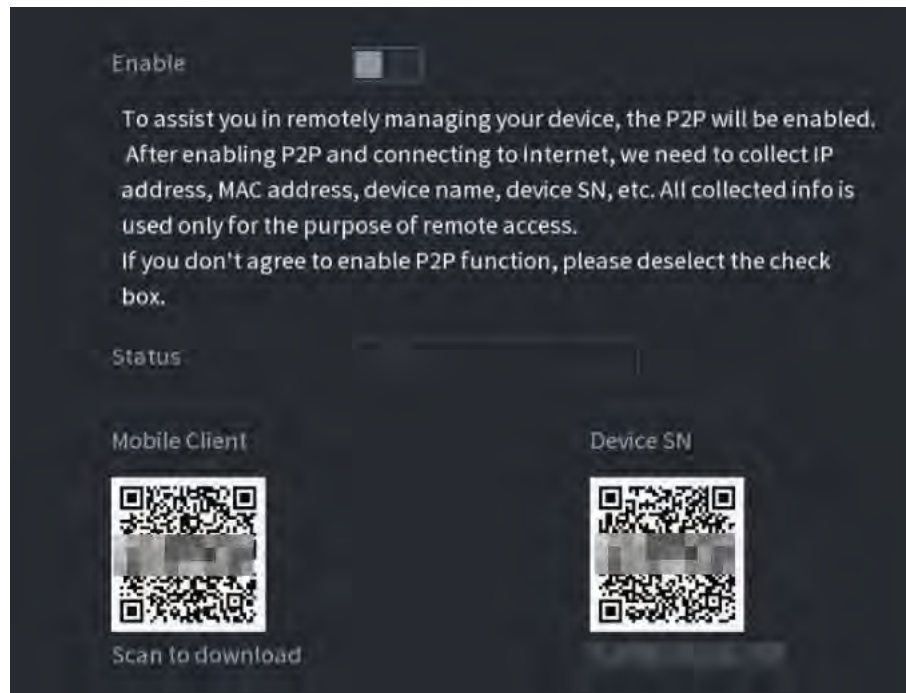 Enable
To assist you in remotely managing your device, the P2P will be enabled.
After enabling P2P and connecting to Internet, we need to collect IP
address, MAC address, device name, device SN, etc. All collected info is
used only for the purpose of remote access.
If you don't agree to enable P2P function, please deselect the check
box.
Status
Mobile Client
Device SN
Scan to download